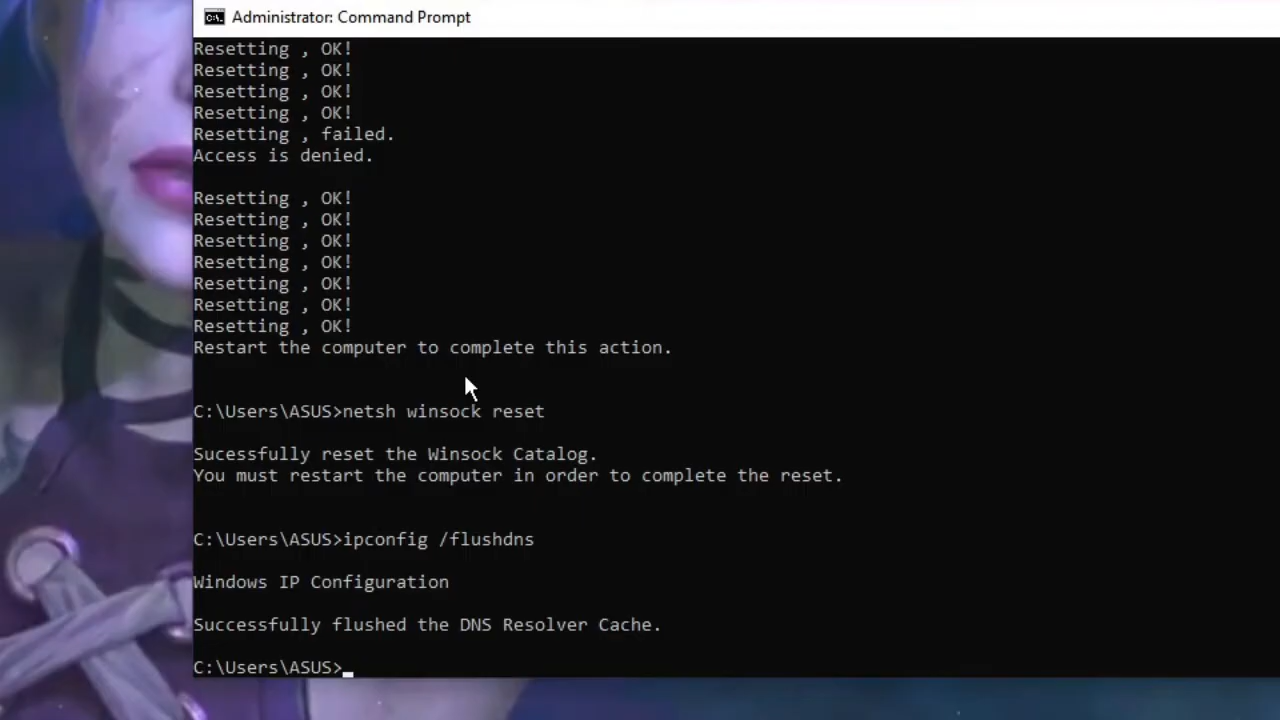 Administrator: Command Prompt
Resetting , OK!
Resetting , OK!
Resetting , OK!
Resetting , OK!
Resetting , failed.
Access is denied.
Resetting , OK!
Resetting , OK!
Resetting , OK!
Resetting , OK!
Resetting , OK!
Resetting , OK!
Resetting , OK!
Restart the computer to complete this action.
C:\Users\ASUS>netsh winsock reset
Sucessfully reset the Winsock Catalog.
You must restart the computer in order to complete the reset.
C:\Users\ASUS>ipconfig /flushdns
Windows IP Configuration
Successfully flushed the DNS Resolver Cache.
C:\Users\ASUS>